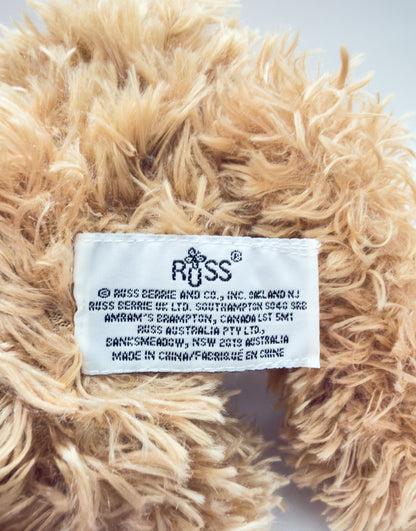 RUSS®
© RUSS BERRIE AND CO., INC. OAKLAND NJ
RUSS BERRIE UK LTD. SOUTHAMPTON SO40 9RB
AMRAM'S BRAMPTON, CANADA L6T 5M1
RUSS AUSTRALIA PTY LTD.,
BANKSMEADOW, NSW 2019 AUSTRALIA
MADE IN CHINA/FABRIQUE EN CHINE